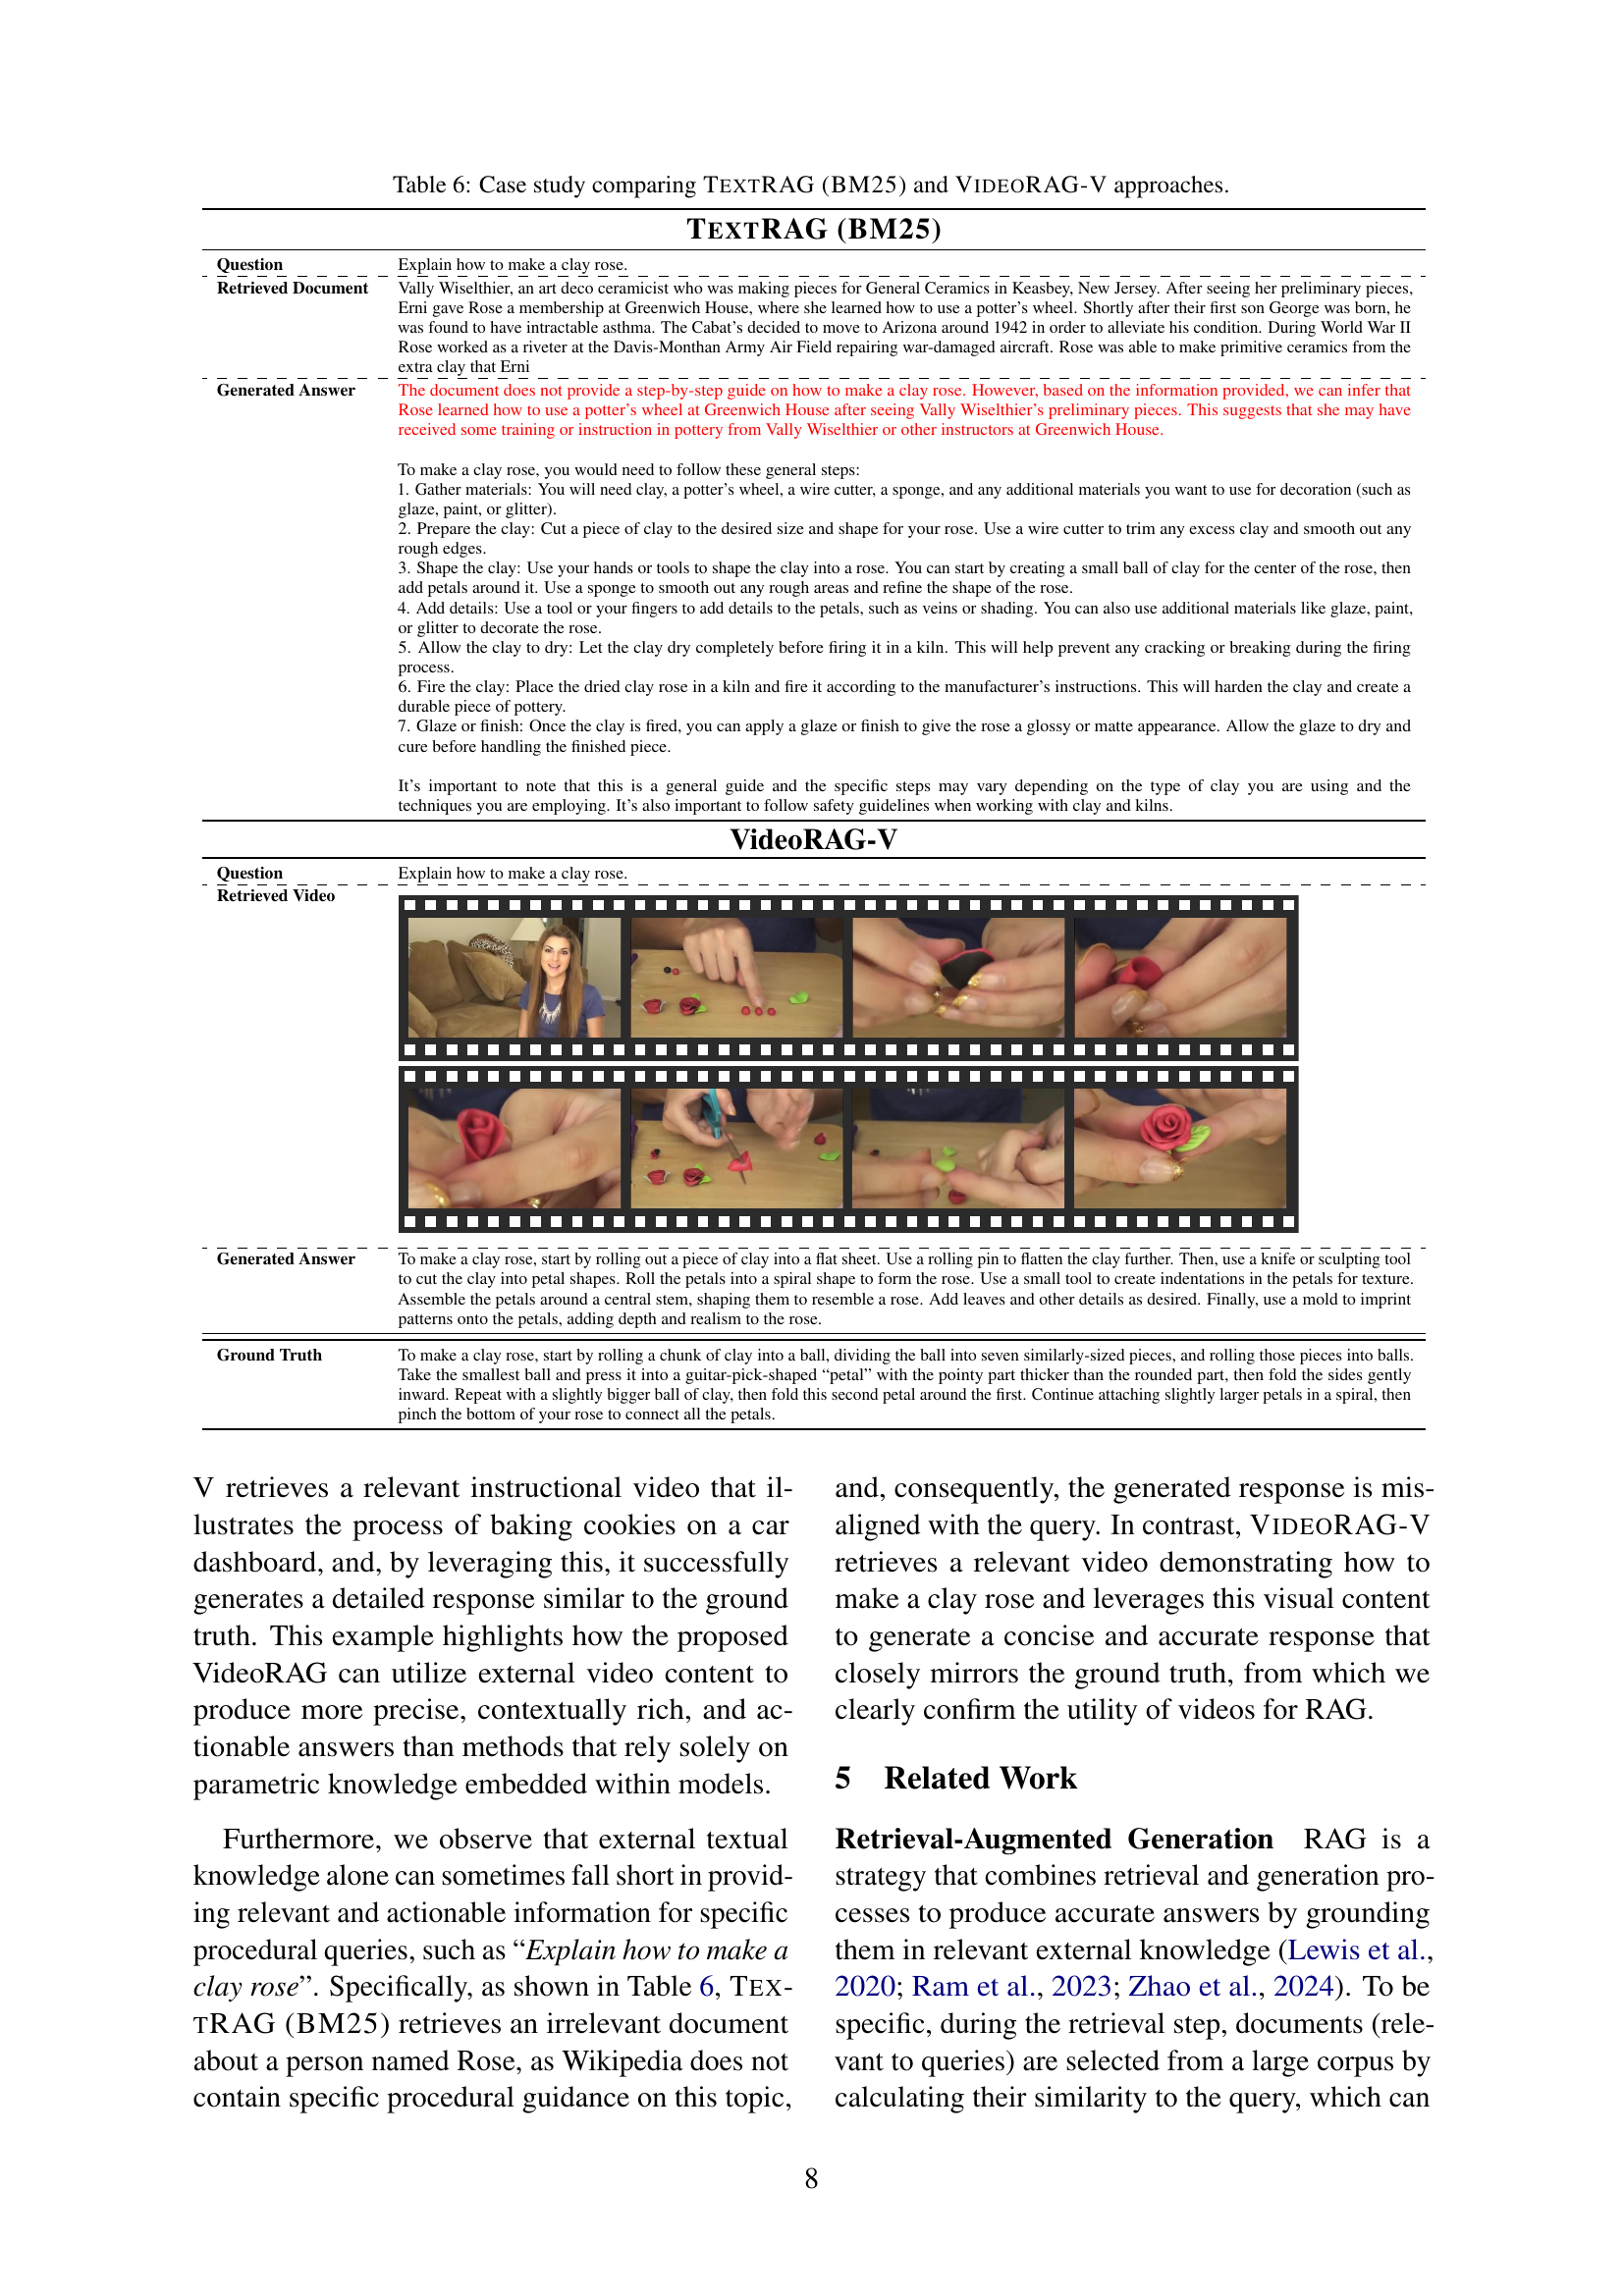 Table 6: Case study comparing TEXTRAG (BM25) and VIDEORAG-V approaches.
TEXTRAG (BM25)
Question Explain how to make a clay rose.
Retrieved Document Vally Wiselthier, an art deco ceramicist who was making pieces for General Ceramics in Keasbey, New Jersey. After seeing her preliminary pieces,
Erni gave Rose a membership at Greenwich House, where she learned how to use a potter's wheel. Shortly after their first son George was born, he
was found to have intractable asthma. The Cabat's decided to move to Arizona around 1942 in order to alleviate his condition. During World War II
Rose worked as a riveter at the Davis-Monthan Army Air Field repairing war-damaged aircraft. Rose was able to make primitive ceramics from the
extra clay that Erni
Generated Answer The document does not provide a step-by-step guide on how to make a clay rose. However, based on the information provided, we can infer that
Rose learned how to use a potter's wheel at Greenwich House after seeing Vally Wiselthier's preliminary pieces. This suggests that she may have
received some training or instruction in pottery from Vally Wiselthier or other instructors at Greenwich House.
To make a clay rose, you would need to follow these general steps:
1. Gather materials: You will need clay, a potter's wheel, a wire cutter, a sponge, and any additional materials you want to use for decoration (such as
glaze, paint, or glitter).
2. Prepare the clay: Cut a piece of clay to the desired size and shape for your rose. Use a wire cutter to trim any excess clay and smooth out any
rough edges.
3. Shape the clay: Use your hands or tools to shape the clay into a rose. You can start by creating a small ball of clay for the center of the rose, then
add petals around it. Use a sponge to smooth out any rough areas and refine the shape of the rose.
4. Add details: Use a tool or your fingers to add details to the petals, such as veins or shading. You can also use additional materials like glaze, paint,
or glitter to decorate the rose.
5. Allow the clay to dry: Let the clay dry completely before firing it in a kiln. This will help prevent any cracking or breaking during the firing
process.
6. Fire the clay: Place the dried clay rose in a kiln and fire it according to the manufacturer's instructions. This will harden the clay and create a
durable piece of pottery.
7. Glaze or finish: Once the clay is fired, you can apply a glaze or finish to give the rose a glossy or matte appearance. Allow the glaze to dry and
cure before handling the finished piece.
It's important to note that this is a general guide and the specific steps may vary depending on the type of clay you are using and the
techniques you are employing. It's also important to follow safety guidelines when working with clay and kilns.
VideoRAG-V
Question Explain how to make a clay rose.
Retrieved Video
Generated Answer To make a clay rose, start by rolling out a piece of clay into a flat sheet. Use a rolling pin to flatten the clay further. Then, use a knife or sculpting tool
to cut the clay into petal shapes. Roll the petals into a spiral shape to form the rose. Use a small tool to create indentations in the petals for texture.
Assemble the petals around a central stem, shaping them to resemble a rose. Add leaves and other details as desired. Finally, use a mold to imprint
patterns onto the petals, adding depth and realism to the rose.
Ground Truth To make a clay rose, start by rolling a chunk of clay into a ball, dividing the ball into seven similarly-sized pieces, and rolling those pieces into balls.
Take the smallest ball and press it into a guitar-pick-shaped “petal” with the pointy part thicker than the rounded part, then fold the sides gently
inward. Repeat with a slightly bigger ball of clay, then fold this second petal around the first. Continue attaching slightly larger petals in a spiral, then
pinch the bottom of your rose to connect all the petals.
V retrieves a relevant instructional video that il-
lustrates the process of baking cookies on a car
dashboard, and, by leveraging this, it successfully
generates a detailed response similar to the ground
truth. This example highlights how the proposed
VideoRAG can utilize external video content to
produce more precise, contextually rich, and ac-
tionable answers than methods that rely solely on
parametric knowledge embedded within models.
Furthermore, we observe that external textual
knowledge alone can sometimes fall short in provid-
ing relevant and actionable information for specific
procedural queries, such as “Explain how to make a
clay rose”. Specifically, as shown in Table 6, TEX-
TRAG (BM25) retrieves an irrelevant document
about a person named Rose, as Wikipedia does not
contain specific procedural guidance on this topic,
and, consequently, the generated response is mis-
aligned with the query. In contrast, VIDEORAG-V
retrieves a relevant video demonstrating how to
make a clay rose and leverages this visual content
to generate a concise and accurate response that
closely mirrors the ground truth, from which we
clearly confirm the utility of videos for RAG.
5 Related Work
Retrieval-Augmented Generation RAG is a
strategy that combines retrieval and generation pro-
cesses to produce accurate answers by grounding
them in relevant external knowledge (Lewis et al.,
2020; Ram et al., 2023; Zhao et al., 2024). To be
specific, during the retrieval step, documents (rele-
vant to queries) are selected from a large corpus by
calculating their similarity to the query, which can
8